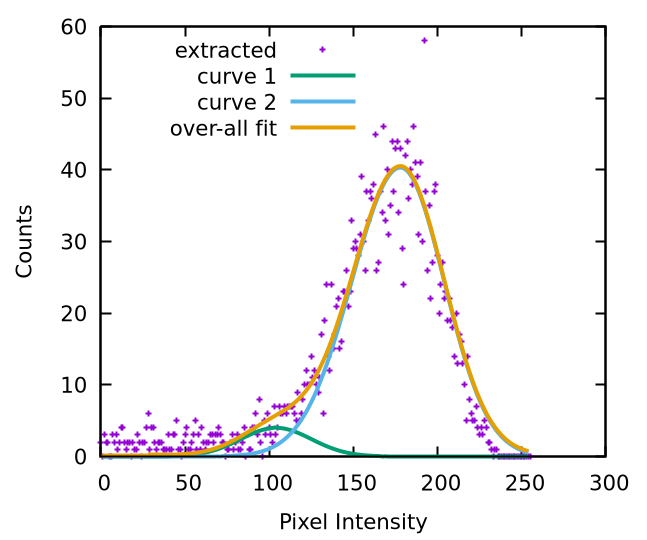 60
50
40
30
20
10
0
Counts
extracted
curve 1
curve 2
over-all fit
0 50 100 150 200 250 300
Pixel Intensity